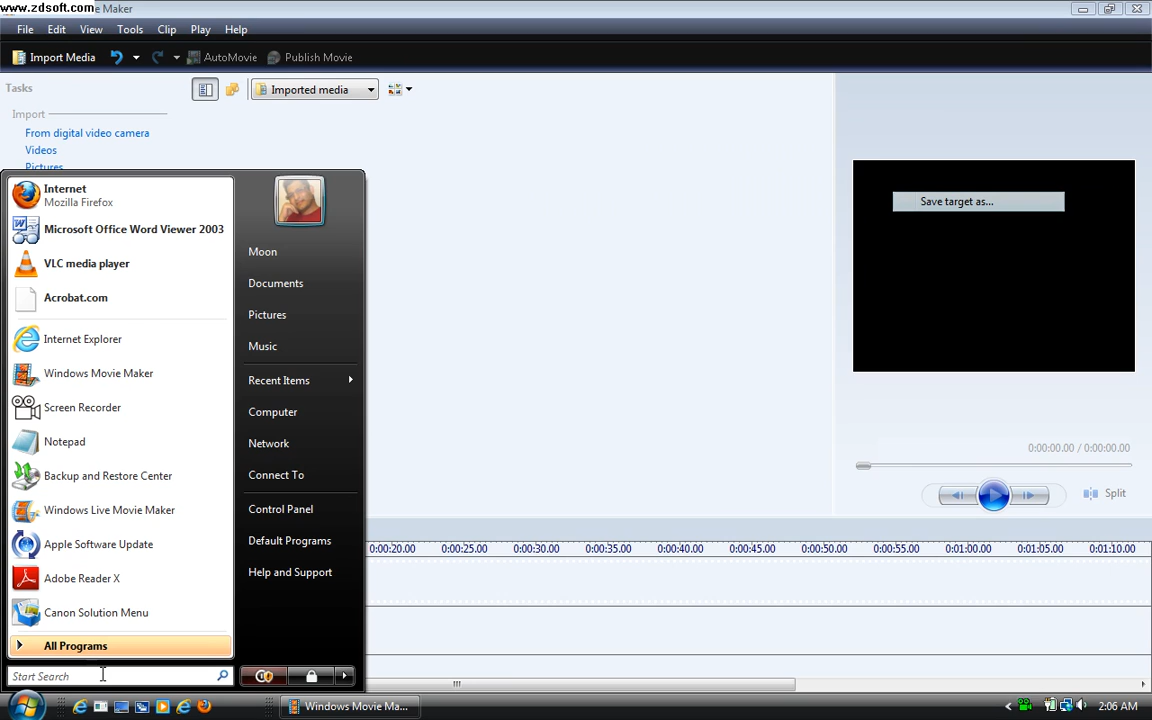 www.zdsoft.com e Maker
File Edit View Tools Clip Play Help
Import Media AutoMovie Publish Movie
Tasks
Imported media
Import
From digital video camera
Videos
Pictures
Save target as...
Internet
Mozilla Firefox
Microsoft Office Word Viewer 2003
VLC media player
Acrobat.com
Internet Explorer
Windows Movie Maker
Screen Recorder
Notepad
Backup and Restore Center
Windows Live Movie Maker
Apple Software Update
Adobe Reader X
Canon Solution Menu
All Programs
Start Search
Moon
Documents
Pictures
Music
Recent Items
Computer
Network
Connect To
Control Panel
Default Programs
Help and Support
0:00:00.00 / 0:00:00.00
Split
0:00:20.00 0:00:25.00 0:00:30.00 0:00:35.00 0:00:40.00 0:00:45.00 0:00:50.00 0:00:55.00 0:01:00.00 0:01:05.00 0:01:10.00
Windows Movie Ma...
2:06 AM